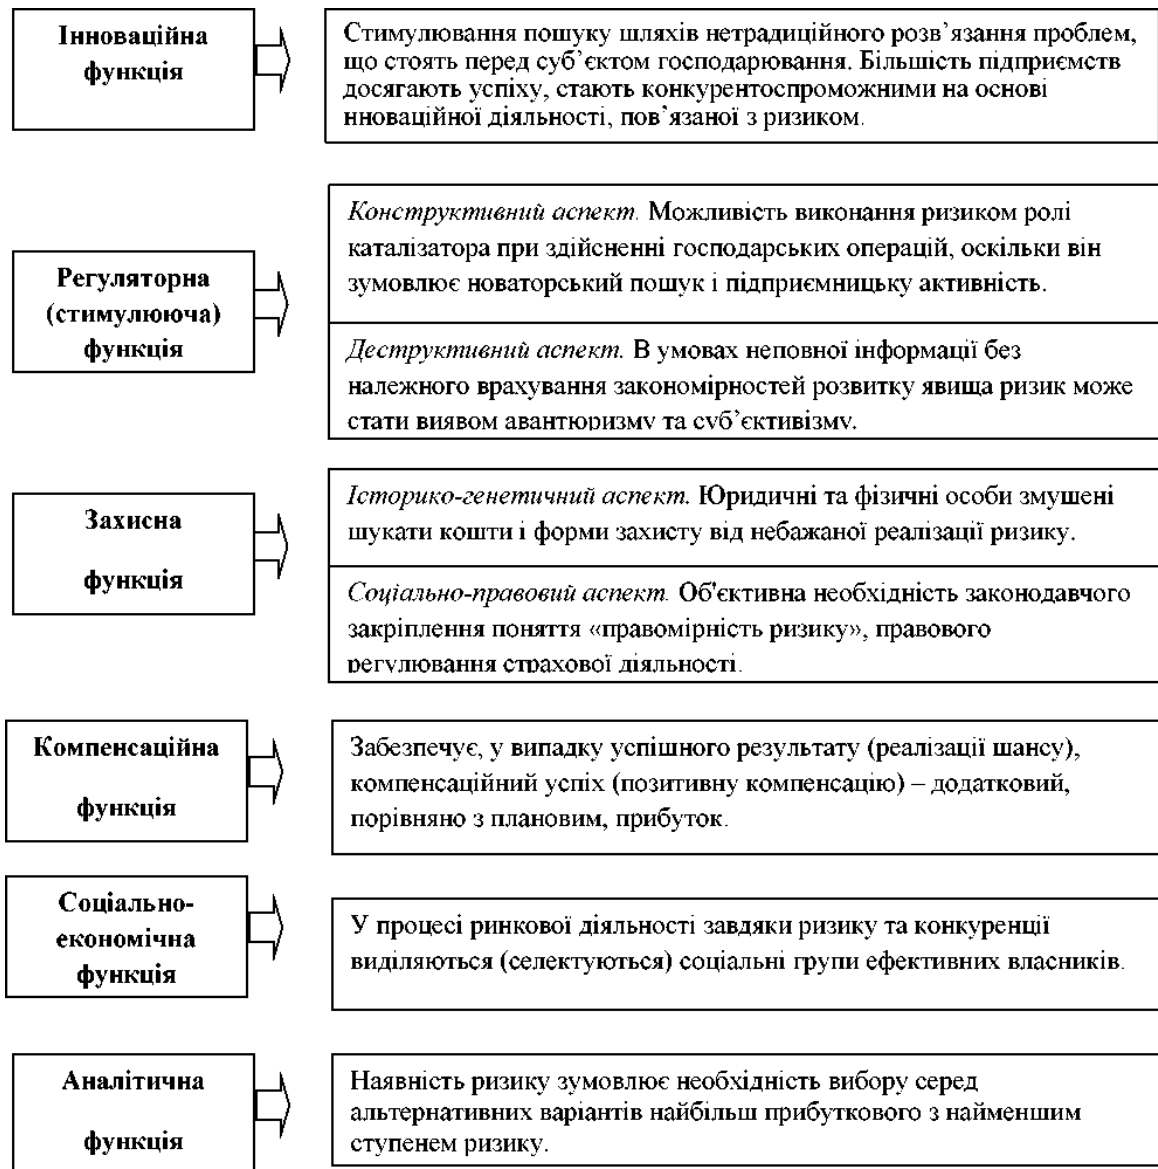 Інноваційна
функція
Стимулювання пошуку шляхів нетрадиційного розв’язання проблем,
що стоять перед суб’єктом господарювання. Більшість підприємств
досягають успіху, стають конкурентоспроможними на основі
нноваційної діяльності, пов’язаної з ризиком.
Регуляторна
(стимулююча)
функція
Конструктивний аспект. Можливість виконання ризиком ролі
каталізатора при здійсненні господарських операцій, оскільки він
зумовлює новаторський пошук і підприємницьку активність.
Деструктивний аспект. В умовах неповної інформації без
належного врахування закономірностей розвитку явища ризик може
стати виявом авантюризму та суб’єктивізму.
Захисна
функція
Історико-генетичний аспект. Юридичні та фізичні особи змушені
шукати кошти і форми захисту від небажаної реалізації ризику.
Соціально-правовий аспект. Об'єктивна необхідність законодавчого
закріплення поняття «правомірність ризику», правового
регулювання страхової діяльності.
Компенсаційна
функція
Забезпечує, у випадку успішного результату (реалізації шансу),
компенсаційний успіх (позитивну компенсацію) – додатковий,
порівняно з плановим, прибуток.
Соціально-
економічна
функція
У процесі ринкової діяльності завдяки ризику та конкуренції
виділяються (селектуються) соціальні групи ефективних власників.
Аналітична
функція
Наявність ризику зумовлює необхідність вибору серед
альтернативних варіантів найбільш прибуткового з найменшим
ступенем ризику.